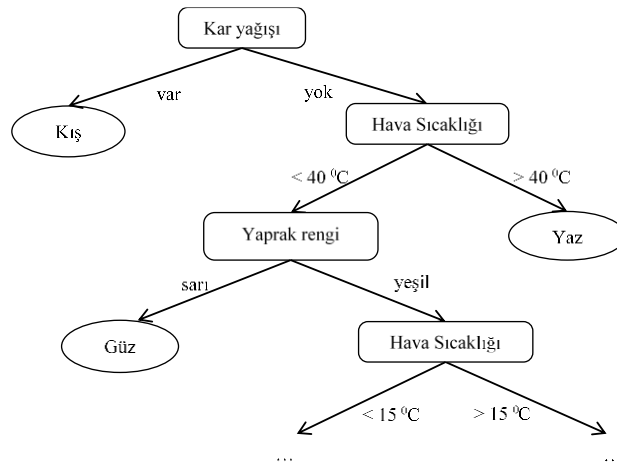 Kar yağışı
var
yok
Kış
Hava Sıcaklığı
< 40 ⁰C
> 40 ⁰C
Yaprak rengi
Yaz
sarı
yeşil
Güz
Hava Sıcaklığı
< 15 ⁰C
> 15 ⁰C